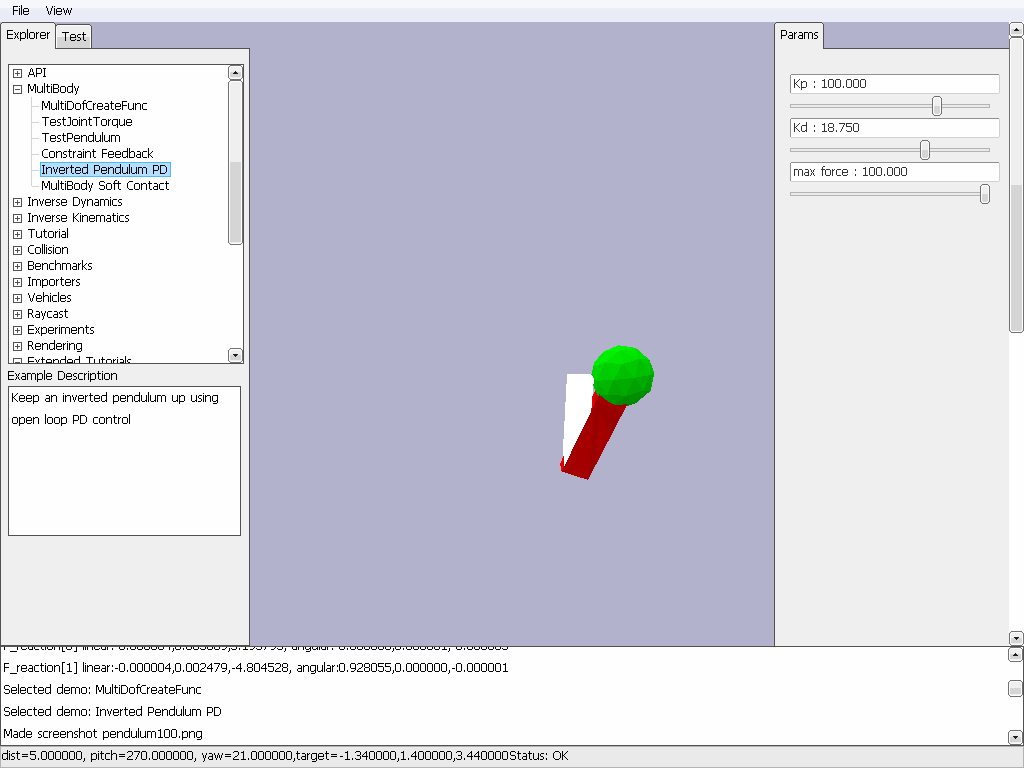 File View
Explorer Test
API
MultiBody
MultiDofCreateFunc
TestJointTorque
TestPendulum
Constraint Feedback
Inverted Pendulum PD
MultiBody Soft Contact
Inverse Dynamics
Inverse Kinematics
Tutorial
Collision
Benchmarks
Importers
Vehicles
Raycast
Experiments
Rendering
Extended Tutorials
Example Description
Keep an inverted pendulum up using
open loop PD control
Params
Kp : 100.000
Kd : 18.750
max force : 100.000
F_reaction[1] linear:-0.000004,0.002479,-4.804528, angular:0.928055,0.000000,-0.000001
Selected demo: MultiDofCreateFunc
Selected demo: Inverted Pendulum PD
Made screenshot pendulum100.png
dist=5.000000, pitch=270.000000, yaw=21.000000,target=-1.340000,1.400000,3.440000Status: OK